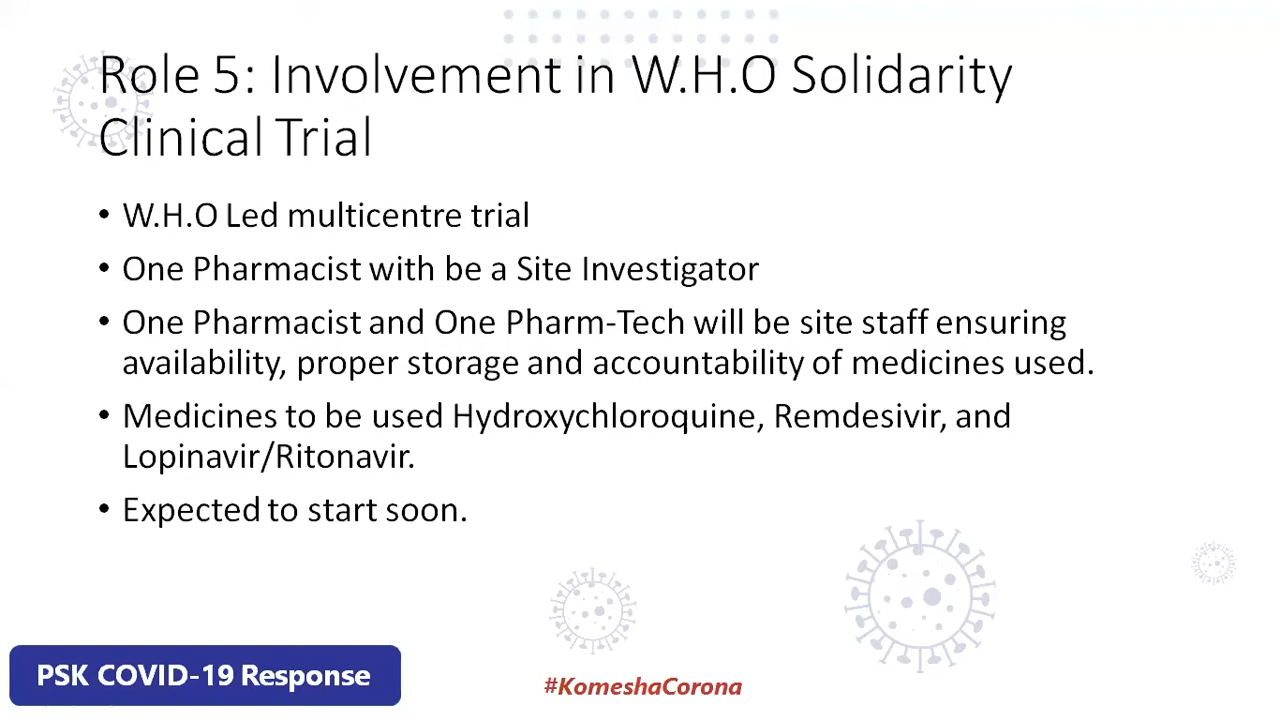 Role 5: Involvement in W.H.O Solidarity
Clinical Trial
• W.H.O Led multicentre trial
• One Pharmacist with be a Site Investigator
• One Pharmacist and One Pharm-Tech will be site staff ensuring
availability, proper storage and accountability of medicines used.
• Medicines to be used Hydroxychloroquine, Remdesivir, and
Lopinavir/Ritonavir.
• Expected to start soon.
PSK COVID-19 Response
#KomeshaCorona